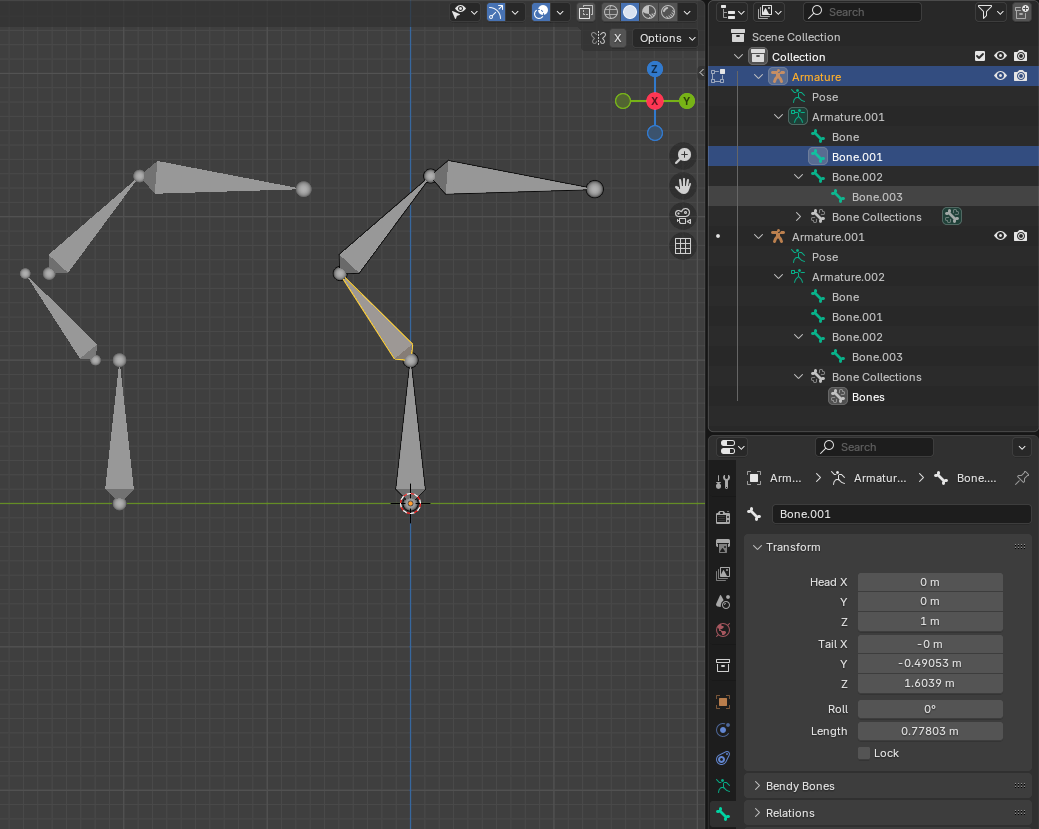 Search
X Options
Z
X Y
Scene Collection
Collection
Armature
Pose
Armature.001
Bone
Bone.001
Bone.002
Bone.003
Bone Collections
Armature.001
Pose
Armature.002
Bone
Bone.001
Bone.002
Bone.003
Bone Collections
Bones
Search
Arm... Armatur... Bone....
Bone.001
Transform
Head X 0 m
Y 0 m
Z 1 m
Tail X -0 m
Y -0.49053 m
Z 1.6039 m
Roll 0°
Length 0.77803 m
Lock
Bendy Bones
Relations